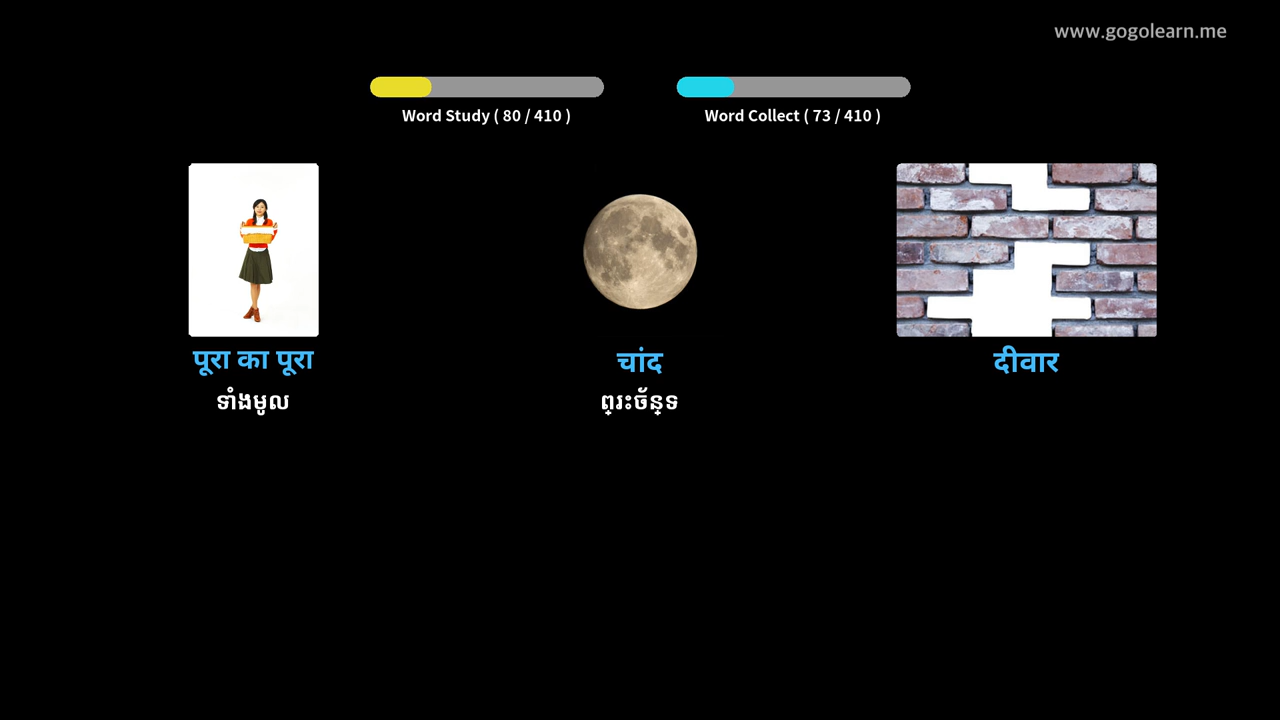 www.gogolearn.me
Word Study ( 80 / 410 )
Word Collect ( 73 / 410 )
पूरा का पूरा
चांद
दीवार
ទាំងមូល
ព្រះច័ន្ទ